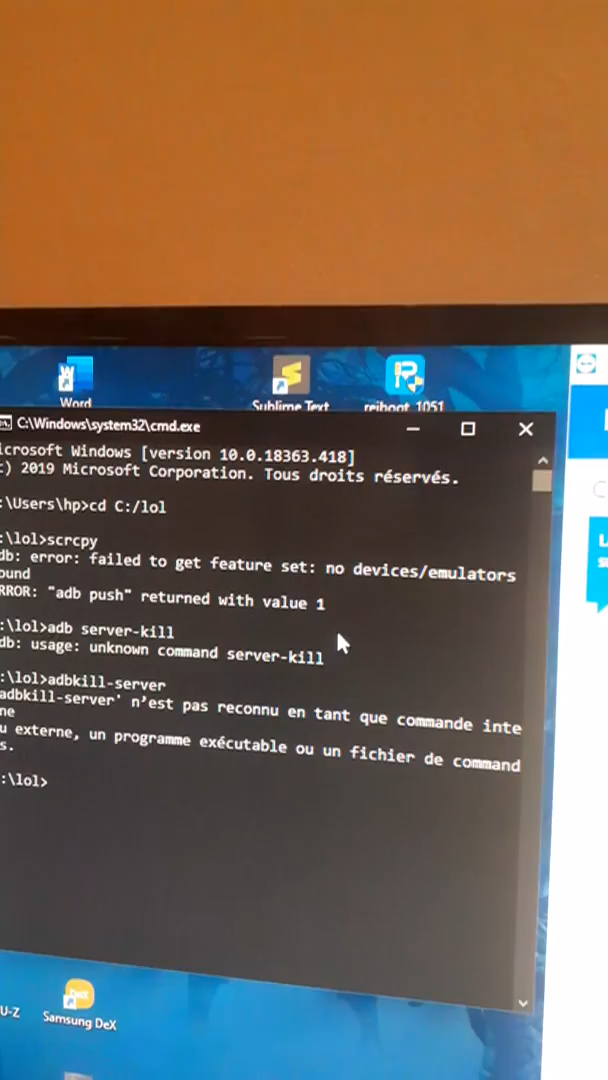 Word
Sublime Text
reiboot_1051
C:\Windows\system32\cmd.exe
icrosoft Windows [version 10.0.18363.418]
c) 2019 Microsoft Corporation. Tous droits réservés.
:\Users\hp>cd C:/lol
:\lol>scrcpy
db: error: failed to get feature set: no devices/emulators
ound
RROR: "adb push" returned with value 1
:\lol>adb server-kill
db: usage: unknown command server-kill
:\lol>adbkill-server
adbkill-server' n'est pas reconnu en tant que commande inte
ne
u externe, un programme exécutable ou un fichier de command
s.
:\lol>
U-Z
Samsung DeX